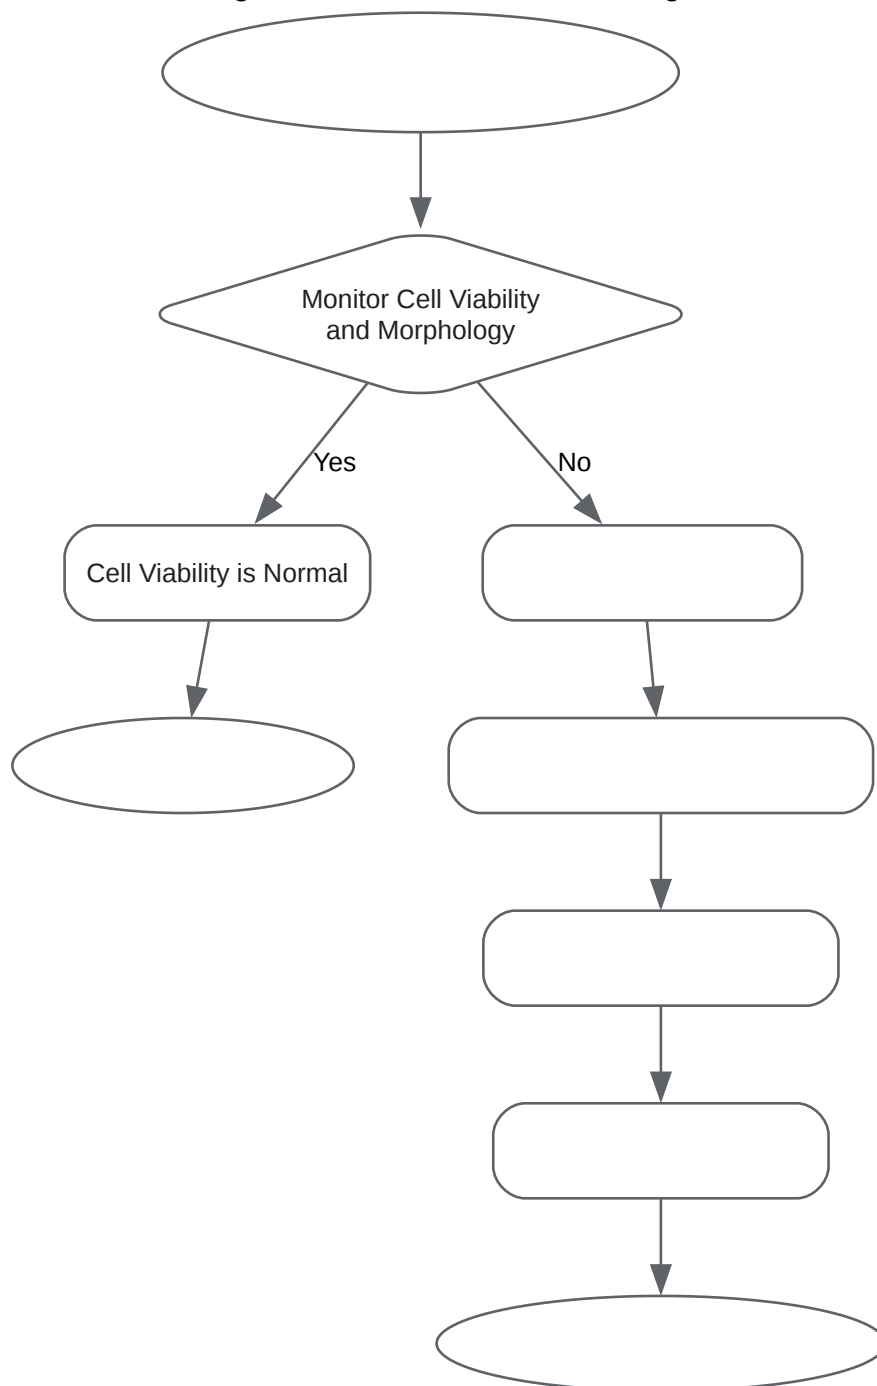 Monitor Cell Viability
and Morphology
Yes
No
Cell Viability is Normal